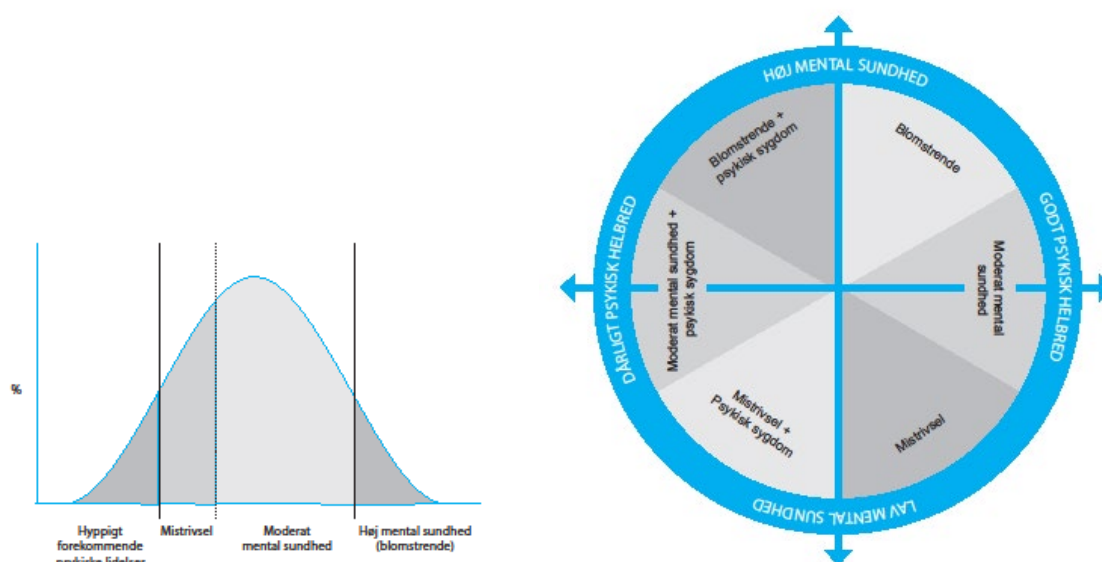 %
Hyppigt
forekommende
psykiske lidelser
Mistrivsel
Moderat
mental sundhed
Høj mental sundhed
(blomstrende)
HØJ MENTAL SUNDHED
GODT PSYKISK HELBRED
LAV MENTAL SUNDHED
DÅRLIGT PSYKISK HELBRED
Blomstrende +
psykisk sygdom
Blomstrende
Moderat mental sundhed +
psykisk sygdom
Moderat mental
sundhed
Mistrivsel +
Psykisk sygdom
Mistrivsel